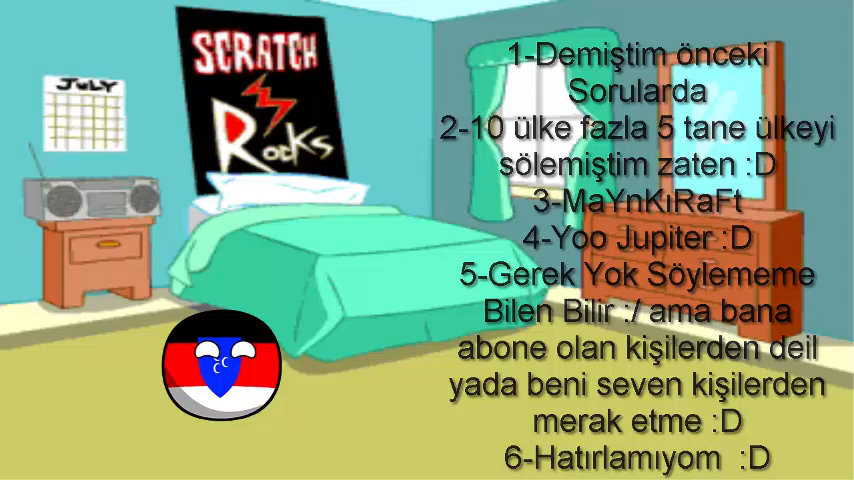 JULY
SCRATCH
Rocks
1-Demiştim önceki
Sorularda
2-10 ülke fazla 5 tane ülkeyi
sölemiştim zaten :D
3-MaYnKıRaFt
4-Yoo Jupiter :D
5-Gerek Yok Söylememe
Bilen Bilir :/ ama bana
abone olan kişilerden deil
yada beni seven kişilerden
merak etme :D
6-Hatırlamıyom :D